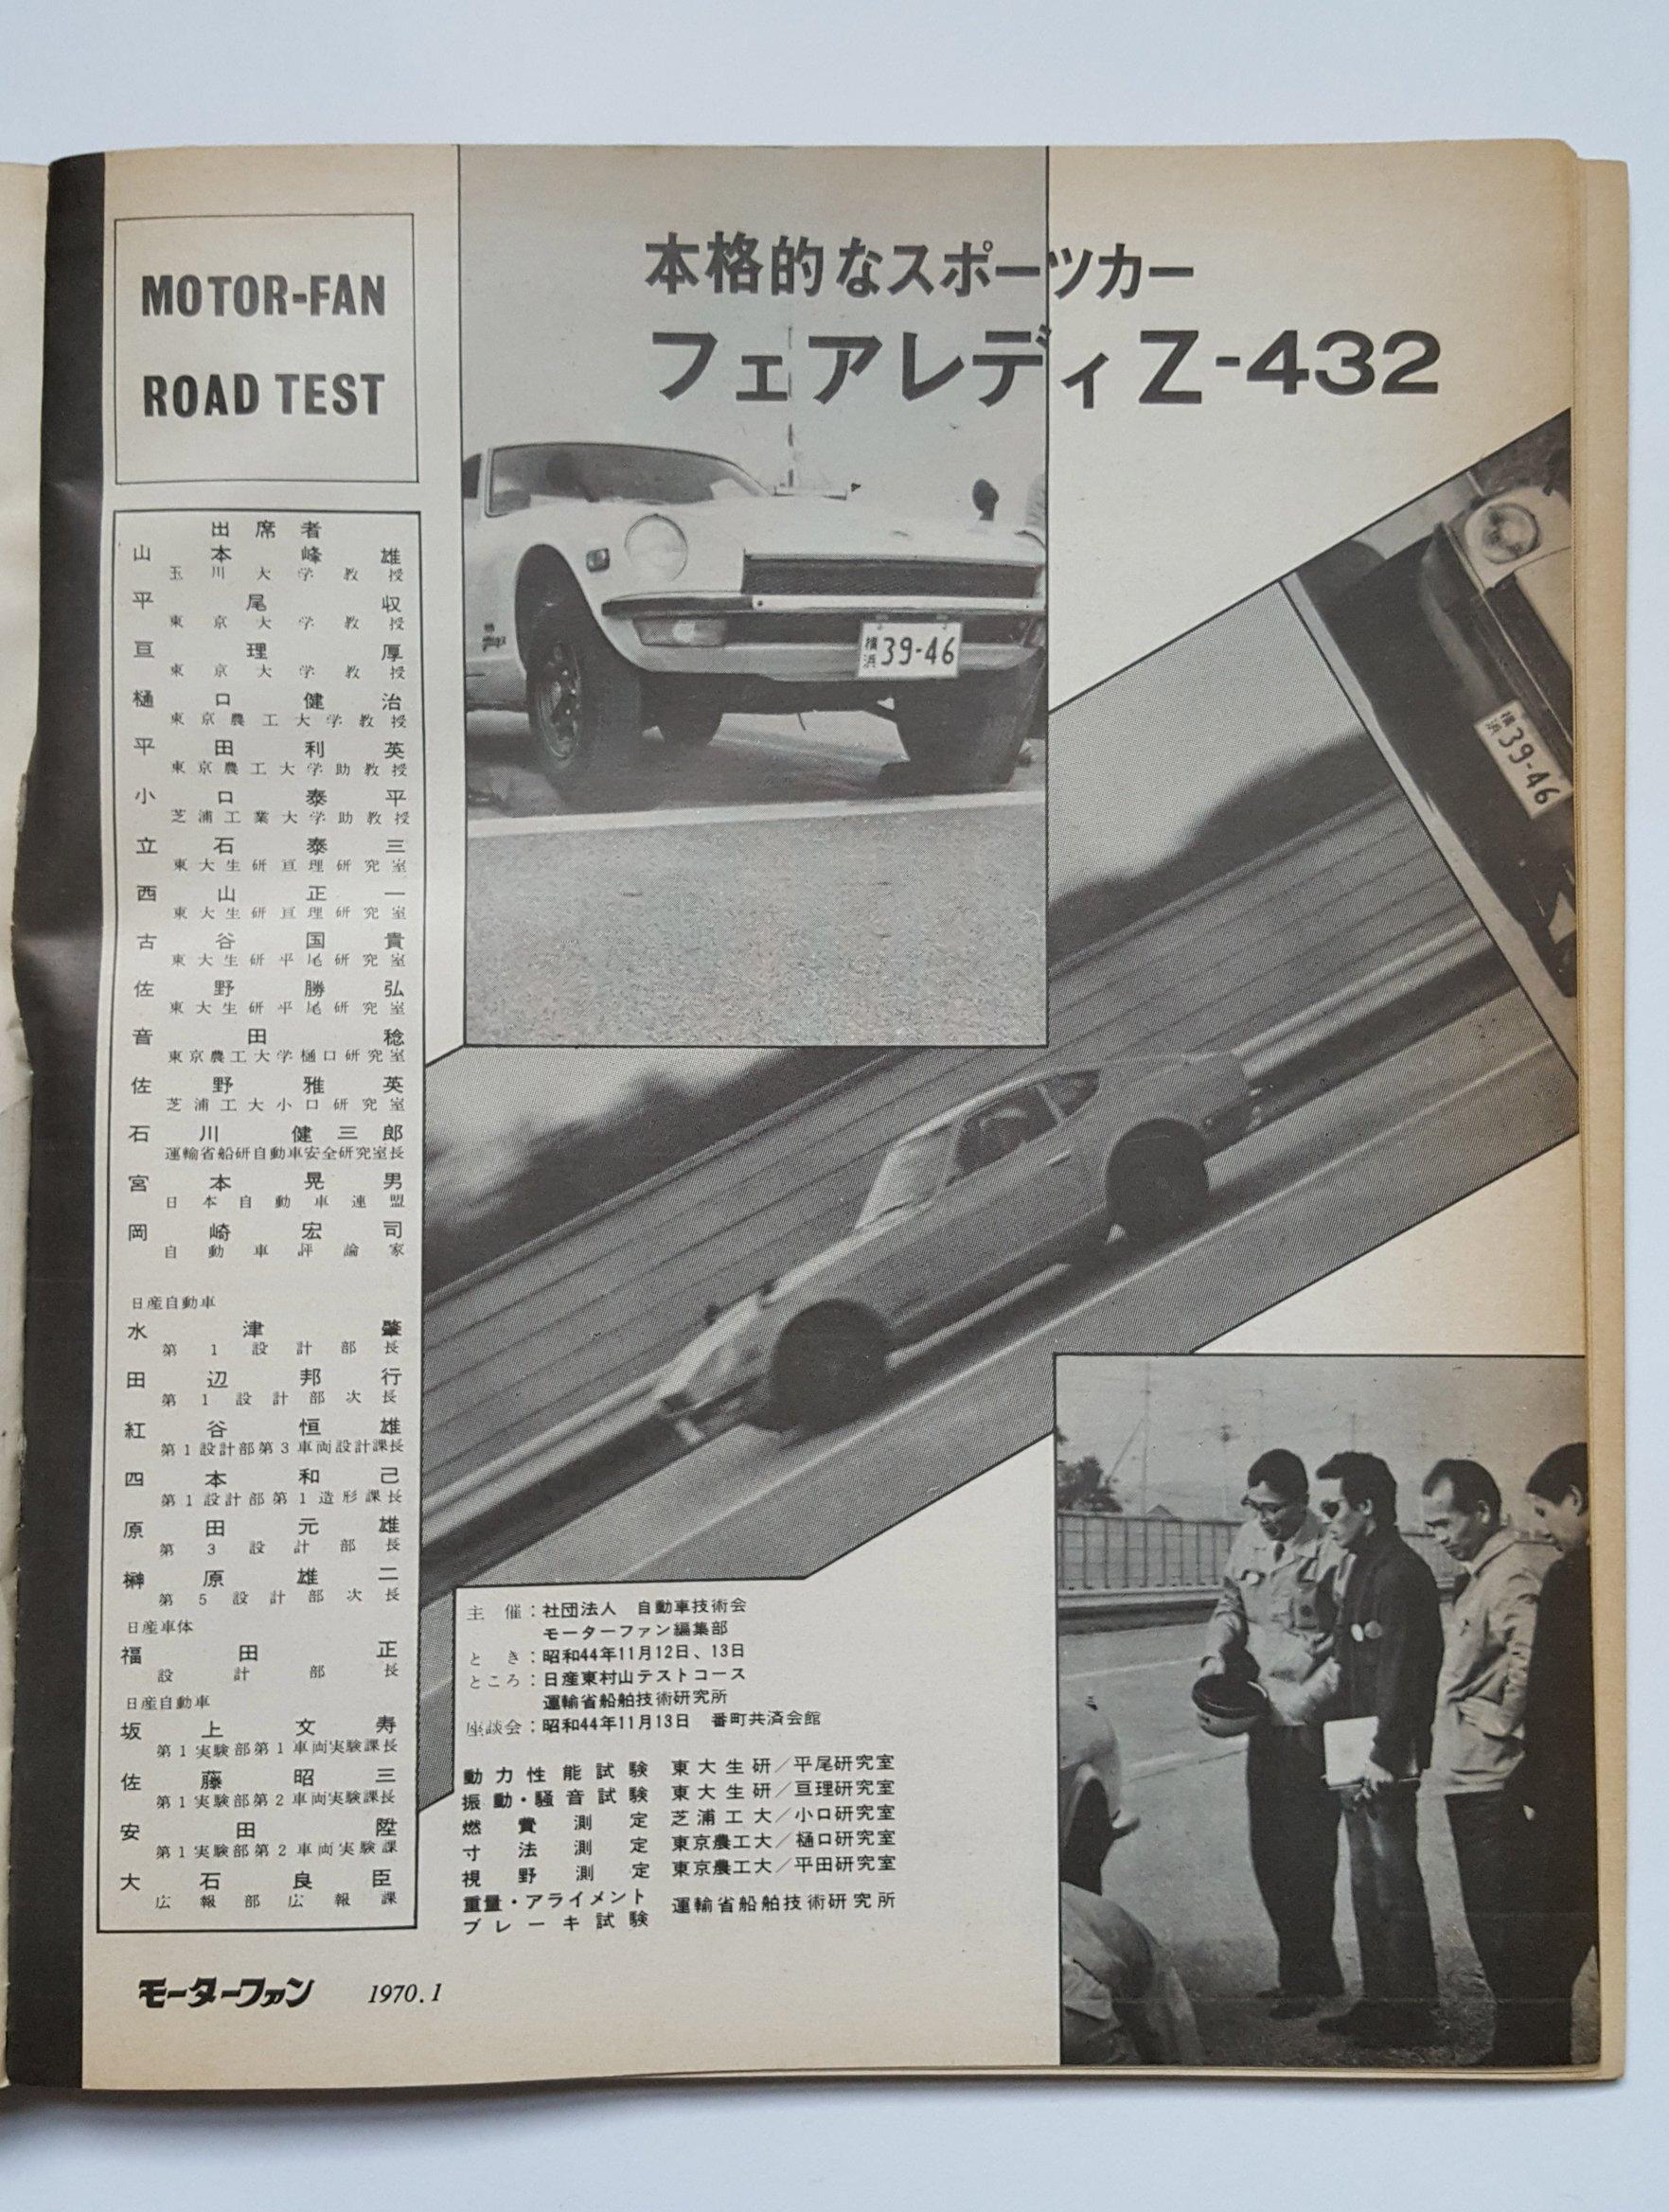 MOTOR-FAN
ROAD TEST
本格的なスポーツカー
フェアレディZ-432
横浜 39-46
横浜 39-46
出席者
山本峰雄
玉川大学教授
平尾収
東京大学教授
亘理厚
東京大学教授
樋口健治
東京農工大学教授
平田利英
東京農工大学助教授
小口泰平
芝浦工業大学助教授
立石泰三
東大生研亘理研究室
西山正一
東大生研亘理研究室
古谷国貴
東大生研平尾研究室
佐野勝弘
東大生研平尾研究室
音田稔
東京農工大学樋口研究室
佐野雅英
芝浦工大小口研究室
石川健三郎
運輸省船研自動車安全研究室長
宮本晃男
日本自動車連盟
岡崎宏司
自動車評論家
日産自動車
水津肇
第1設計部長
田辺邦行
第1設計部次長
紅谷恒雄
第1設計部第3車両設計課長
四本和己
第1設計部第1造形課長
原田元雄
第3設計部長
榊原雄二
第5設計部次長
日産車体
福田正
設計部長
日産自動車
坂上文寿
第1実験部第1車両実験課長
佐藤昭三
第1実験部第2車両実験課長
安田陞
第1実験部第2車両実験課
大石良臣
広報部広報課
主催：社団法人 自動車技術会
モーターファン編集部
とき：昭和44年11月12日、13日
ところ：日産東村山テストコース
運輸省船舶技術研究所
座談会：昭和44年11月13日 番町共済会館
動力性能試験 東大生研／平尾研究室
振動・騒音試験 東大生研／亘理研究室
燃費測定 芝浦工大／小口研究室
寸法測定 東京農工大／樋口研究室
視野測定 東京農工大／平田研究室
重量・アライメント
ブレーキ試験 運輸省船舶技術研究所
モーターファン 1970.1